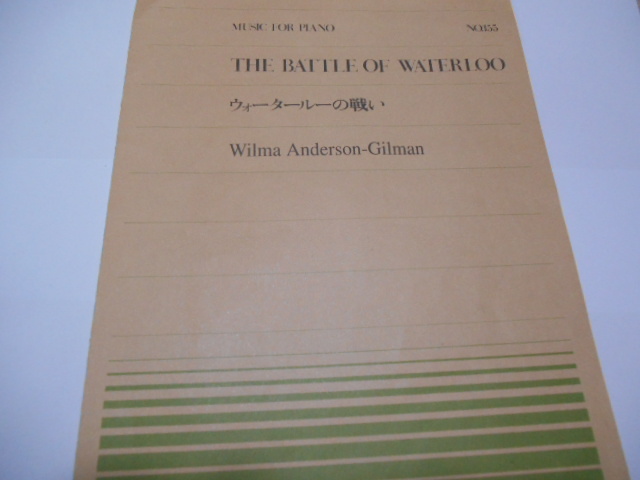 MUSIC FOR PIANO NO.155
THE BATTLE OF WATERLOO
ウォータールーの戦い
Wilma Anderson-Gilman